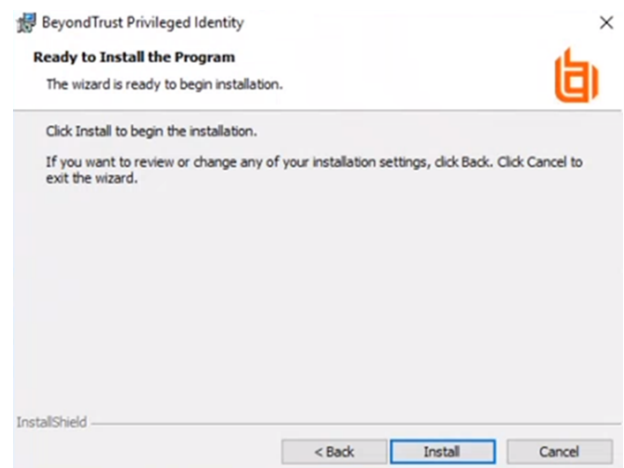 BeyondTrust Privileged Identity
Ready to Install the Program
The wizard is ready to begin installation.
Click Install to begin the installation.
If you want to review or change any of your installation settings, click Back. Click Cancel to
exit the wizard.
InstallShield
< Back Install Cancel